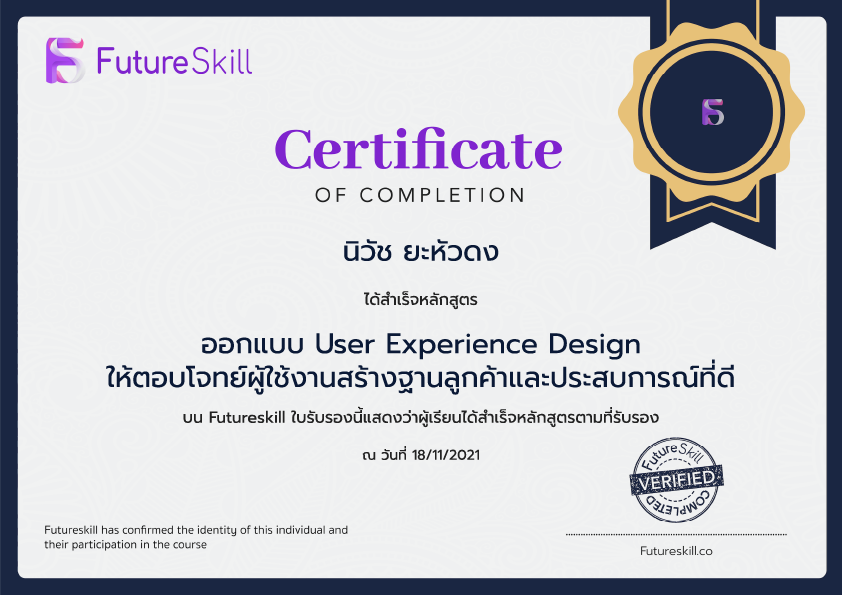 FutureSkill
Certificate
OF COMPLETION
นิวัช ยะหัวดง
ได้สำเร็จหลักสูตร
ออกแบบ User Experience Design
ให้ตอบโจทย์ผู้ใช้งานสร้างฐานลูกค้าและประสบการณ์ที่ดี
บน Futureskill ใบรับรองนี้แสดงว่าผู้เรียนได้สำเร็จหลักสูตรตามที่รับรอง
ณ วันที่ 18/11/2021
FutureSkill
VERIFIED
COMPLETED
Futureskill has confirmed the identity of this individual and
their participation in the course
Futureskill.co